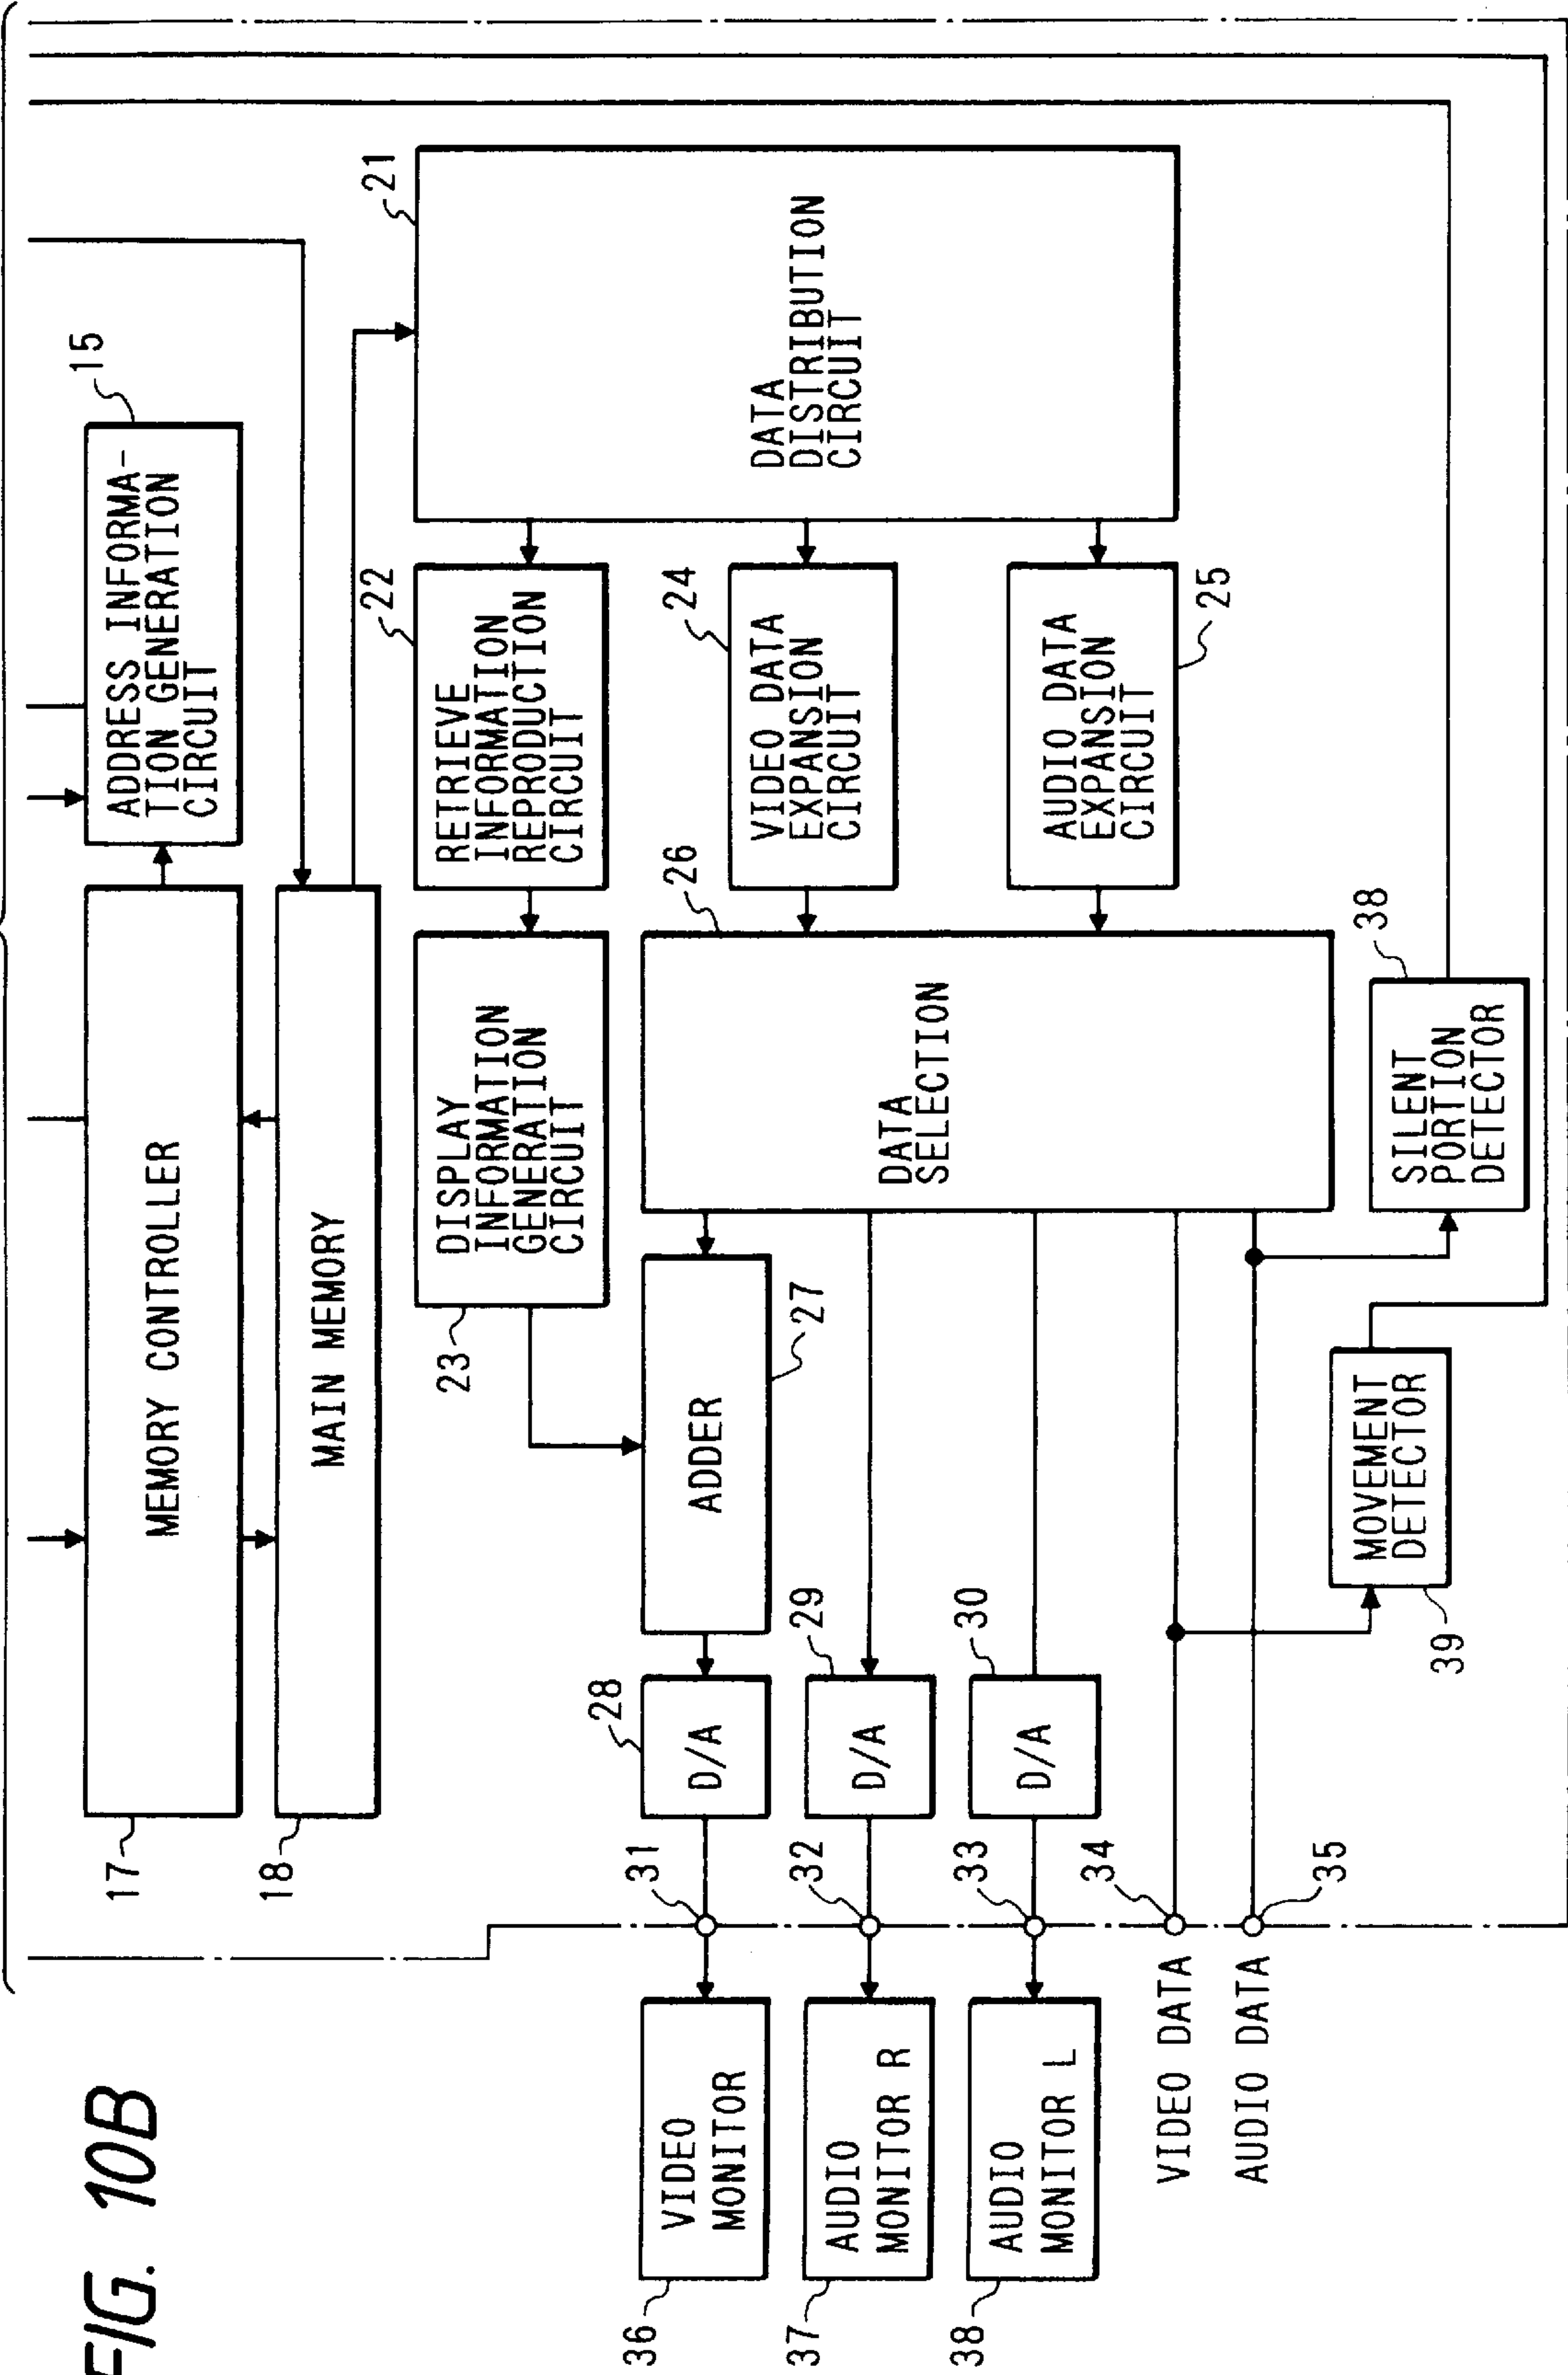 FIG. 10B
17
MEMORY CONTROLLER
15
ADDRESS INFORMA-
TION GENERATION
CIRCUIT
18
MAIN MEMORY
23
DISPLAY
INFORMATION
GENERATION
CIRCUIT
22
RETRIEVE
INFORMATION
REPRODUCTION
CIRCUIT
21
DATA
DISTRIBUTION
CIRCUIT
36
VIDEO
MONITOR
31
28
D/A
ADDER
27
26
DATA
SELECTION
24
VIDEO DATA
EXPANSION
CIRCUIT
37
AUDIO
MONITOR R
32
29
D/A
38
AUDIO
MONITOR L
33
30
D/A
AUDIO DATA
EXPANSION
CIRCUIT
25
VIDEO DATA
34
AUDIO DATA
35
39
MOVEMENT
DETECTOR
38
SILENT
PORTION
DETECTOR